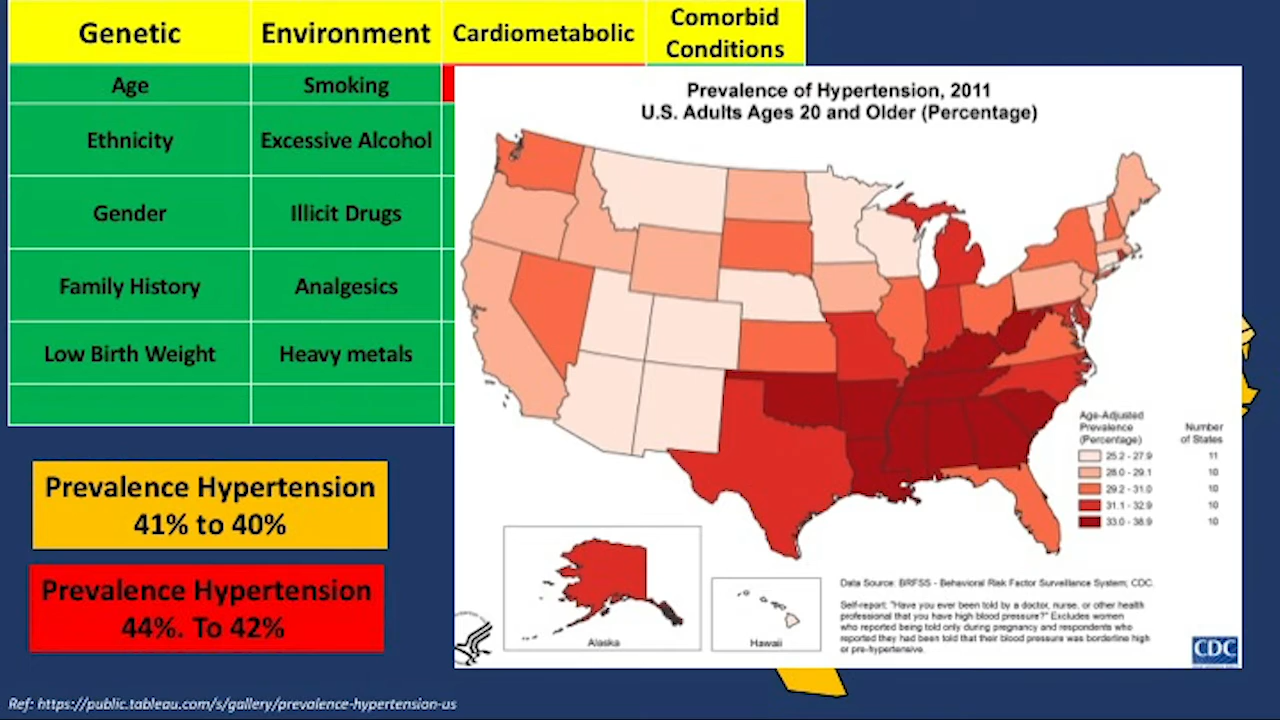 Genetic
Environment
Cardiometabolic
Comorbid
Conditions
Age
Smoking
Ethnicity
Excessive Alcohol
Gender
Illicit Drugs
Family History
Analgesics
Low Birth Weight
Heavy metals
Prevalence Hypertension
41% to 40%
Prevalence Hypertension
44%. To 42%
Prevalence of Hypertension, 2011
U.S. Adults Ages 20 and Older (Percentage)
Age-Adjusted
Prevalence
(Percentage)
Number
of States
25.2 - 27.9 11
28.0 - 29.1 10
29.2 - 31.0 10
31.1 - 32.9 10
33.0 - 38.9 10
Alaska
Hawaii
Data Source: BRFSS - Behavioral Risk Factor Surveillance System; CDC.
Self-report: "Have you ever been told by a doctor, nurse, or other health
professional that you have high blood pressure?" Excludes women
who reported being told only during pregnancy and respondents who
reported they had been told that their blood pressure was borderline high
or pre-hypertensive.
CDC
Ref: https://public.tableau.com/s/gallery/prevalence-hypertension-us